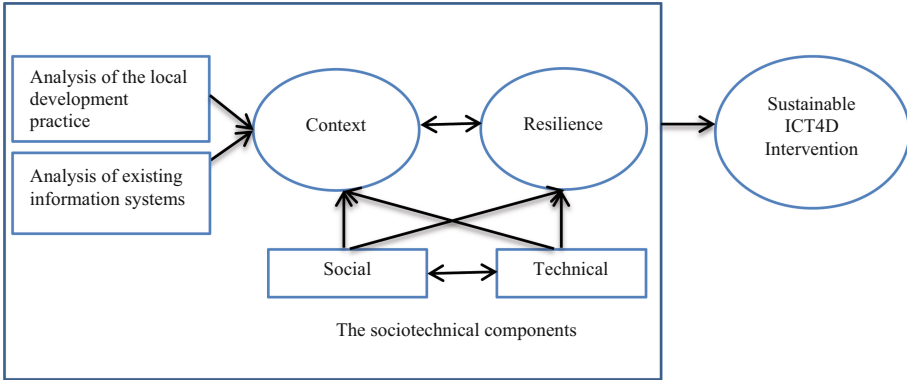 Analysis of the local
development
practice
Analysis of existing
information systems
Context
Resilience
Sustainable
ICT4D
Intervention
Social
Technical
The sociotechnical components